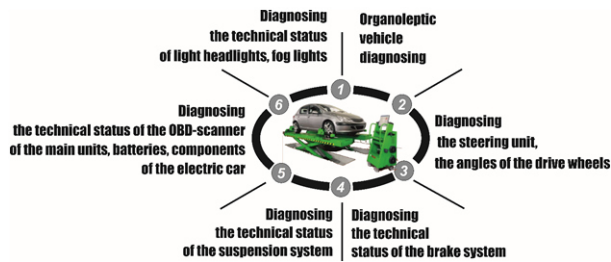 Diagnosing
the technical status
of light headlights, fog lights
Organoleptic
vehicle
diagnosing
1
2
3
4
5
6
Diagnosing
the steering unit,
the angles of the drive wheels
Diagnosing
the technical
status of the brake system
Diagnosing
the technical status
of the suspension system
Diagnosing
the technical status of the OBD-scanner
of the main units, batteries, components
of the electric car